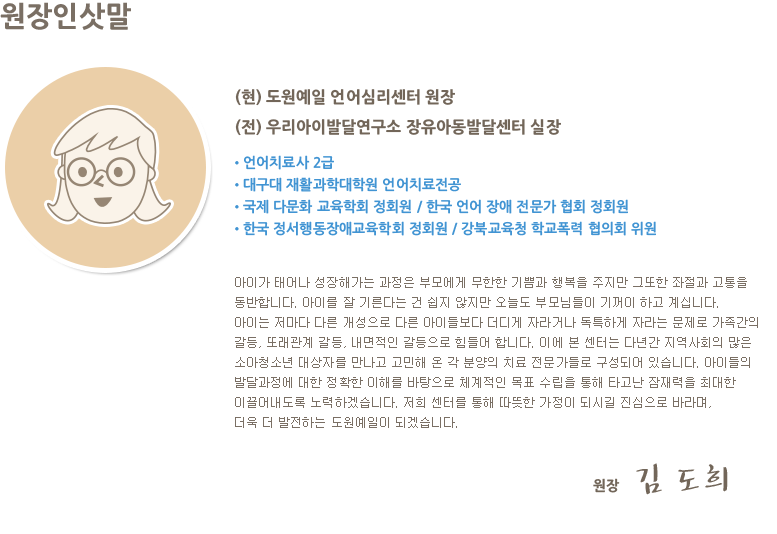 원장인삿말
(현) 도원예일 언어심리센터 원장
(전) 우리아이발달연구소 장유아동발달센터 실장
• 언어치료사 2급
• 대구대 재활과학대학원 언어치료전공
• 국제 다문화 교육학회 정회원 / 한국 언어 장애 전문가 협회 정회원
• 한국 정서행동장애교육학회 정회원 / 강북교육청 학교폭력 협의회 위원
아이가 태어나 성장해가는 과정은 부모에게 무한한 기쁨과 행복을 주지만 그또한 좌절과 고통을
동반합니다. 아이를 잘 기른다는 건 쉽지 않지만 오늘도 부모님들이 기꺼이 하고 계십니다.
아이는 저마다 다른 개성으로 다른 아이들보다 더디게 자라거나 독특하게 자라는 문제로 가족간의
갈등, 또래관계 갈등, 내면적인 갈등으로 힘들어 합니다. 이에 본 센터는 다년간 지역사회의 많은
소아청소년 대상자를 만나고 고민해 온 각 분양의 치료 전문가들로 구성되어 있습니다. 아이들의
발달과정에 대한 정확한 이해를 바탕으로 체계적인 목표 수립을 통해 타고난 잠재력을 최대한
이끌어내도록 노력하겠습니다. 저희 센터를 통해 따뜻한 가정이 되시길 진심으로 바라며,
더욱 더 발전하는 도원예일이 되겠습니다.
원장 김 도희